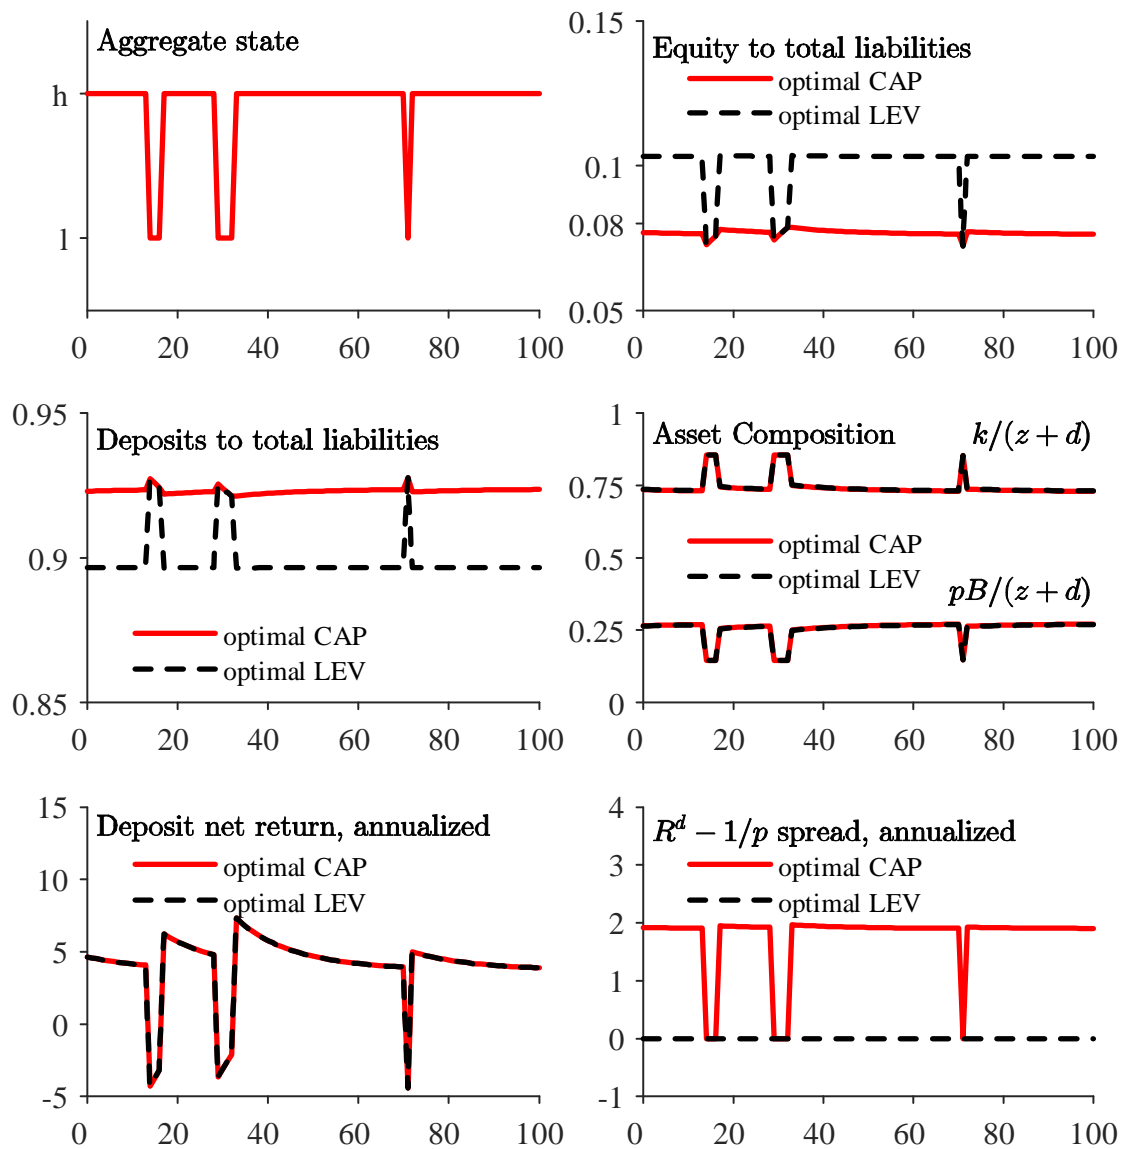 Aggregate state
h
l
0 20 40 60 80 100
Equity to total liabilities
optimal CAP
optimal LEV
0.15
0.1
0.08
0.05
0 20 40 60 80 100
Deposits to total liabilities
0.95
0.9
0.85
optimal CAP
optimal LEV
0 20 40 60 80 100
Asset Composition
k/(z + d)
1
0.75
0.5
0.25
0
optimal CAP
optimal LEV
pB/(z + d)
0 20 40 60 80 100
Deposit net return, annualized
optimal CAP
optimal LEV
15
10
5
0
-5
0 20 40 60 80 100
R^d − 1/p spread, annualized
optimal CAP
optimal LEV
4
3
2
1
0
-1
0 20 40 60 80 100